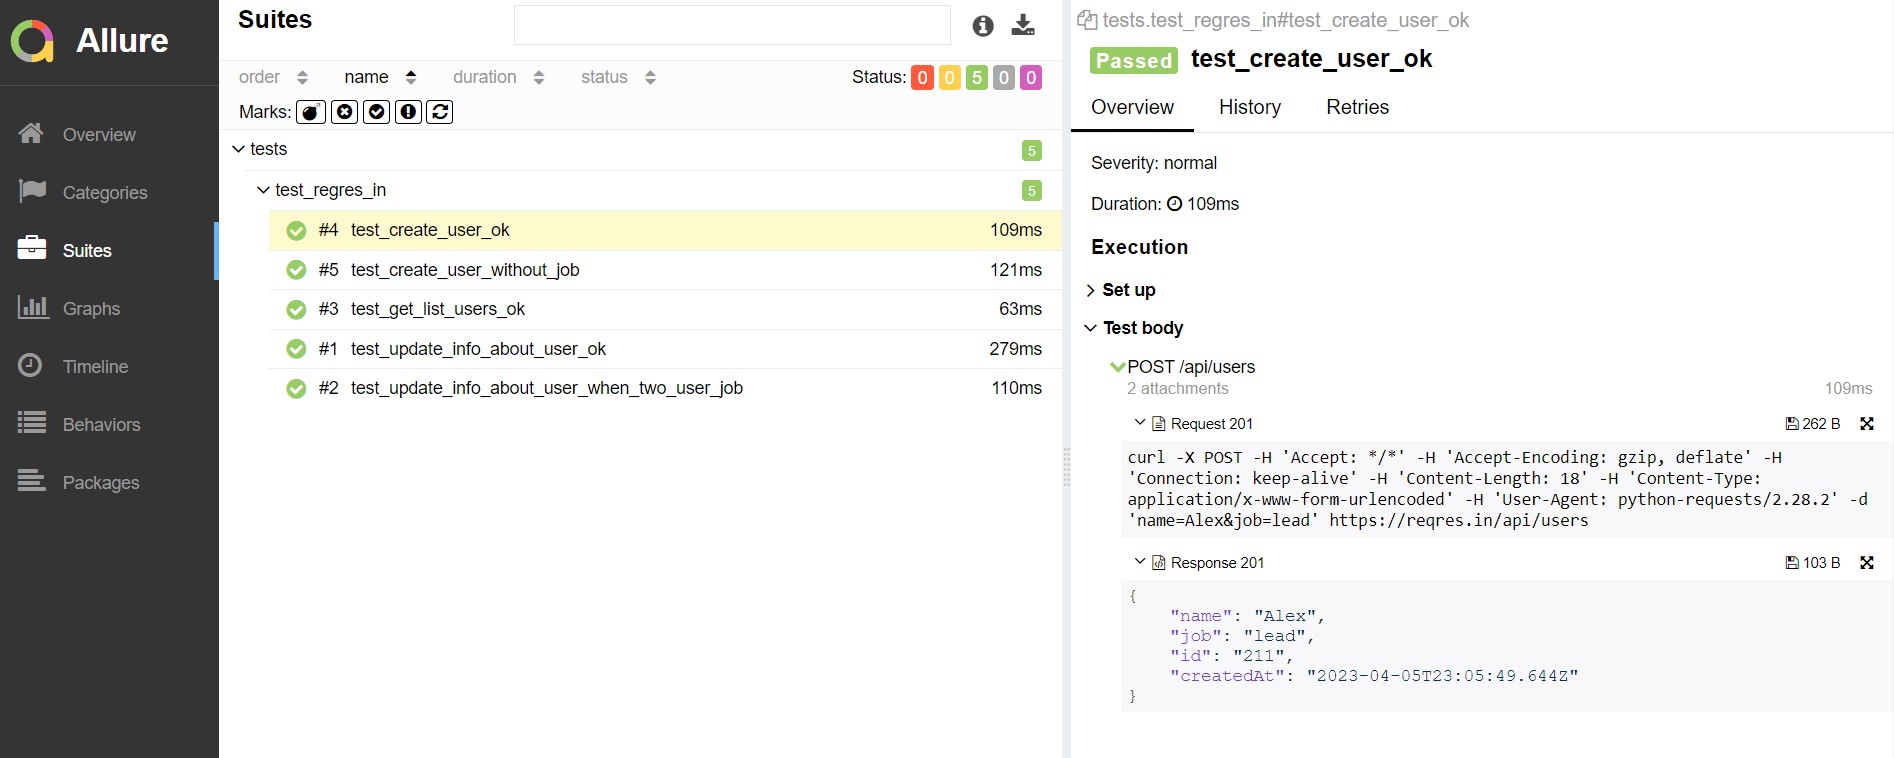 Allure
Overview
Categories
Suites
Graphs
Timeline
Behaviors
Packages
Suites
order name duration status Status: 0 0 5 0 0
Marks:
tests 5
test_regres_in 5
#4 test_create_user_ok 109ms
#5 test_create_user_without_job 121ms
#3 test_get_list_users_ok 63ms
#1 test_update_info_about_user_ok 279ms
#2 test_update_info_about_user_when_two_user_job 110ms
tests.test_regres_in#test_create_user_ok
Passed test_create_user_ok
Overview History Retries
Severity: normal
Duration: 109ms
Execution
Set up
Test body
POST /api/users
2 attachments 109ms
Request 201 262 B
curl -X POST -H 'Accept: */*' -H 'Accept-Encoding: gzip, deflate' -H
'Connection: keep-alive' -H 'Content-Length: 18' -H 'Content-Type:
application/x-www-form-urlencoded' -H 'User-Agent: python-requests/2.28.2' -d
'name=Alex&job=lead' https://reqres.in/api/users
Response 201 103 B
{
"name": "Alex",
"job": "lead",
"id": "211",
"createdAt": "2023-04-05T23:05:49.644Z"
}